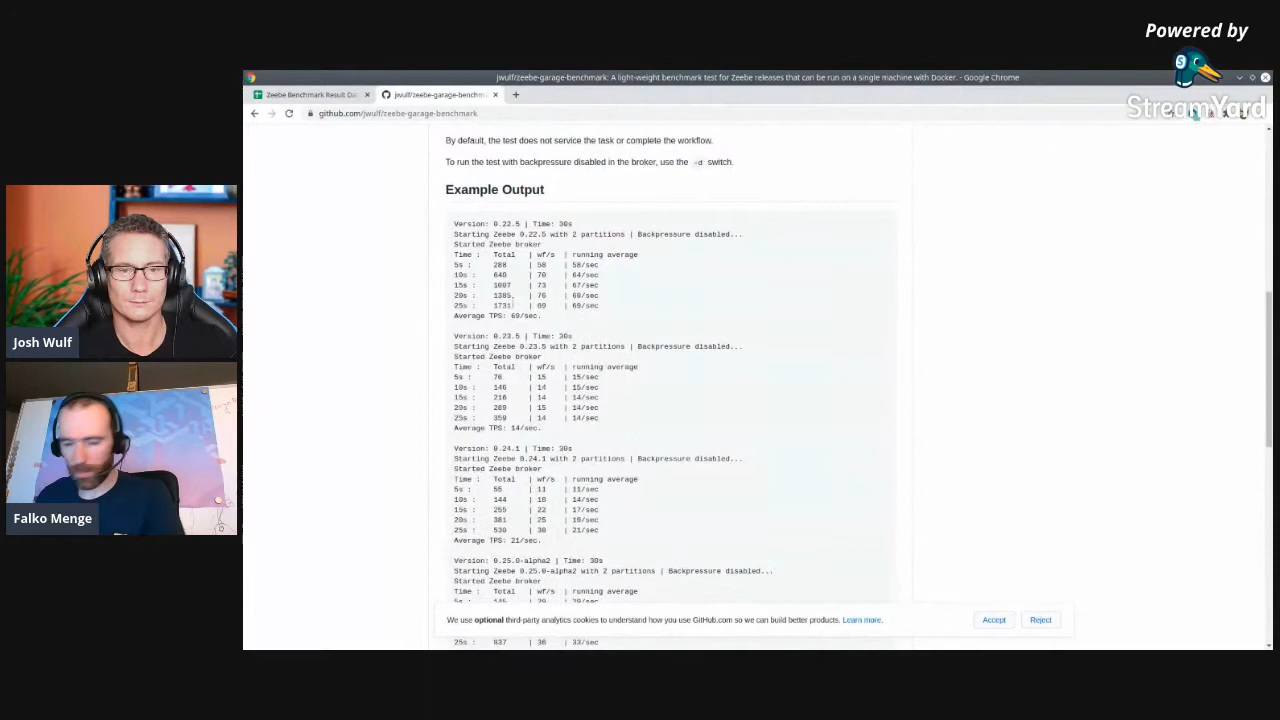 Powered by
StreamYard
jwulf/zeebe-garage-benchmark: A light-weight benchmark test for Zeebe releases that can be run on a single machine with Docker. - Google Chrome
Zeebe Benchmark Result Da
jwulf/zeebe-garage-benchm
github.com/jwulf/zeebe-garage-benchmark
By default, the test does not service the task or complete the workflow.
To run the test with backpressure disabled in the broker, use the -d switch.
Example Output
Version: 0.22.5 | Time: 30s
Starting Zeebe 0.22.5 with 2 partitions | Backpressure disabled...
Started Zeebe broker
Time : Total | wf/s | running average
5s : 288 | 58 | 58/sec
10s : 640 | 70 | 64/sec
15s : 1007 | 73 | 67/sec
20s : 1385 | 76 | 69/sec
25s : 1731 | 69 | 69/sec
Average TPS: 69/sec.
Version: 0.23.5 | Time: 30s
Starting Zeebe 0.23.5 with 2 partitions | Backpressure disabled...
Started Zeebe broker
Time : Total | wf/s | running average
5s : 76 | 15 | 15/sec
10s : 146 | 14 | 15/sec
15s : 216 | 14 | 14/sec
20s : 289 | 15 | 14/sec
25s : 359 | 14 | 14/sec
Average TPS: 14/sec.
Version: 0.24.1 | Time: 30s
Starting Zeebe 0.24.1 with 2 partitions | Backpressure disabled...
Started Zeebe broker
Time : Total | wf/s | running average
5s : 55 | 11 | 11/sec
10s : 144 | 18 | 14/sec
15s : 255 | 22 | 17/sec
20s : 381 | 25 | 19/sec
25s : 530 | 30 | 21/sec
Average TPS: 21/sec.
Version: 0.25.0-alpha2 | Time: 30s
Starting Zeebe 0.25.0-alpha2 with 2 partitions | Backpressure disabled...
Started Zeebe broker
Time : Total | wf/s | running average
We use optional third-party analytics cookies to understand how you use GitHub.com so we can build better products. Learn more.
Accept
Reject
25s : 837 | 36 | 33/sec
Josh Wulf
Falko Menge